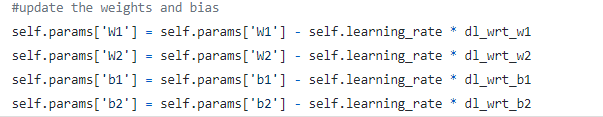 #update the weights and bias
self.params['W1'] = self.params['W1'] - self.learning_rate * dl_wrt_w1
self.params['W2'] = self.params['W2'] - self.learning_rate * dl_wrt_w2
self.params['b1'] = self.params['b1'] - self.learning_rate * dl_wrt_b1
self.params['b2'] = self.params['b2'] - self.learning_rate * dl_wrt_b2